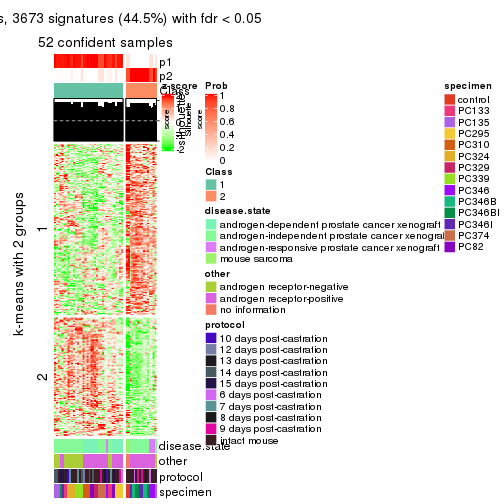 s, 3673 signatures (44.5%) with fdr < 0.05
52 confident samples
p1
p2
Class
k-means with 2 groups
1
2
z-score
Silhouette
score
Prob
1
0.8
0.6
0.4
0.2
0
Class
1
2
disease.state
androgen-dependent prostate cancer xenograft
androgen-independent prostate cancer xenograft
androgen-responsive prostate cancer xenograft
mouse sarcoma
other
androgen receptor-negative
androgen receptor-positive
no information
protocol
10 days post-castration
12 days post-castration
13 days post-castration
14 days post-castration
15 days post-castration
6 days post-castration
7 days post-castration
8 days post-castration
9 days post-castration
intact mouse
specimen
control
PC133
PC135
PC295
PC310
PC324
PC329
PC339
PC346
PC346B
PC346BI
PC346I
PC374
PC82
disease.state
other
protocol
specimen